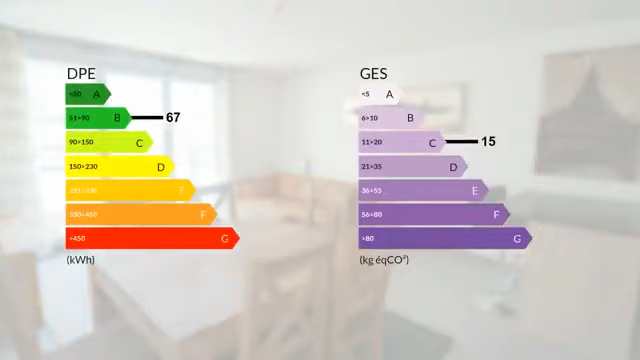 DPE
<50 A
51>90 B 67
90>150 C
150>230 D
F
330>450 F
>450 G
(kWh)
GES
<5 A
6>10 B
11>20 C 15
21>35 D
36>55 E
56>80 F
>80 G
(kg éqCO²)